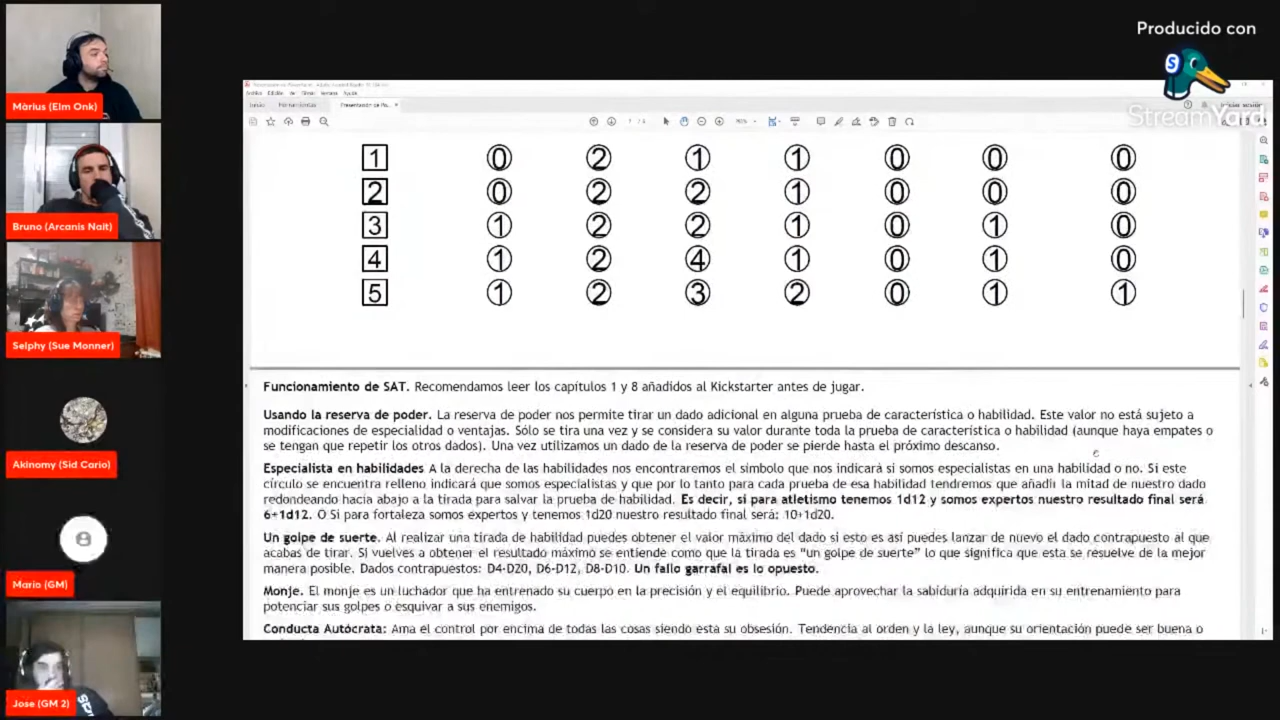 Producido con
StreamYard
Màrius (Elm Onk)
Bruno (Arcanis Nait)
Selphy (Sue Monner)
Akinomy (Sid Cario)
Mario (GM)
Jose (GM 2)
Inicio Herramientas Presentación de Po...
1 0 2 1 1 0 0 0
2 0 2 2 1 0 0 0
3 1 2 2 1 0 1 0
4 1 2 4 1 0 1 0
5 1 2 3 2 0 1 1
Funcionamiento de SAT. Recomendamos leer los capítulos 1 y 8 añadidos al Kickstarter antes de jugar.
Usando la reserva de poder. La reserva de poder nos permite tirar un dado adicional en alguna prueba de característica o habilidad. Este valor no está sujeto a
modificaciones de especialidad o ventajas. Sólo se tira una vez y se considera su valor durante toda la prueba de característica o habilidad (aunque haya empates o
se tengan que repetir los otros dados). Una vez utilizamos un dado de la reserva de poder se pierde hasta el próximo descanso.
Especialista en habilidades A la derecha de las habilidades nos encontraremos el símbolo que nos indicará si somos especialistas en una habilidad o no. Si este
círculo se encuentra relleno indicará que somos especialistas y que por lo tanto para cada prueba de esa habilidad tendremos que añadir la mitad de nuestro dado
redondeando hacia abajo a la tirada para salvar la prueba de habilidad. Es decir, si para atletismo tenemos 1d12 y somos expertos nuestro resultado final será
6+1d12. O Si para fortaleza somos expertos y tenemos 1d20 nuestro resultado final será: 10+1d20.
Un golpe de suerte. Al realizar una tirada de habilidad puedes obtener el valor máximo del dado si esto es así puedes lanzar de nuevo el dado contrapuesto al que
acabas de tirar. Si vuelves a obtener el resultado máximo se entiende como que la tirada es "un golpe de suerte" lo que significa que esta se resuelve de la mejor
manera posible. Dados contrapuestos: D4-D20, D6-D12, D8-D10. Un fallo garrafal es lo opuesto.
Monje. El monje es un luchador que ha entrenado su cuerpo en la precisión y el equilibrio. Puede aprovechar la sabiduría adquirida en su entrenamiento para
potenciar sus golpes o esquivar a sus enemigos.
Conducta Autócrata: Ama el control por encima de todas las cosas siendo esta su obsesión. Tendencia al orden y la ley, aunque su orientación puede ser buena o